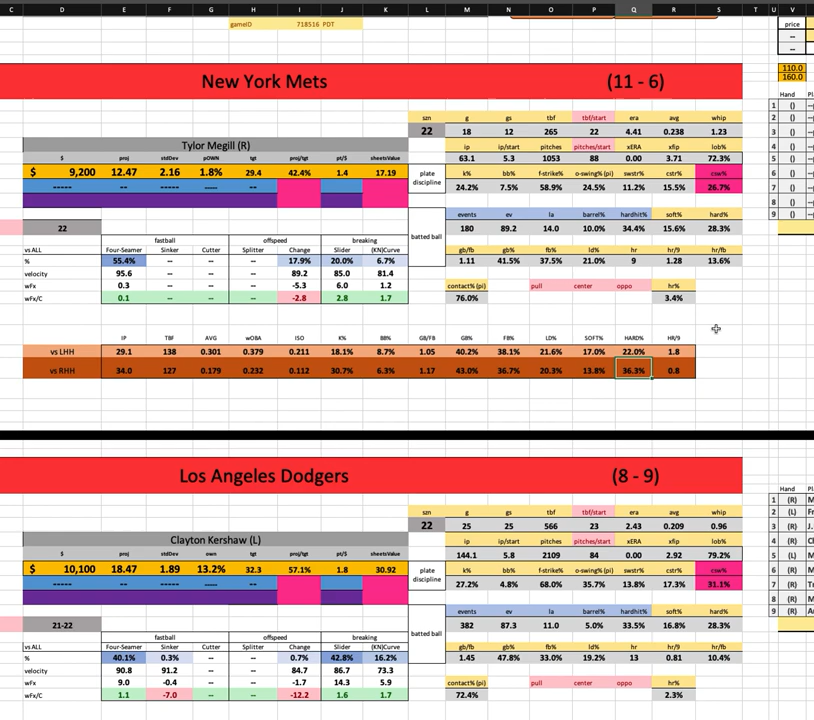 C D E F G H I J K L M N O P Q R S T U V
gameID 718516 PDT
price
--
--
New York Mets (11 - 6)
110.0
160.0
Hand Pl
szn g gs tbf tbf/start era avg whip
22 18 12 265 22 4.41 0.238 1.23
Tylor Megill (R)
ip ip/start pitches pitches/start xERA xfip lob%
63.1 5.3 1053 88 0.00 3.71 72.3%
$ proj stdDev pOWN tgt proj/tgt pt/$ sheetsValue
$ 9,200 12.47 2.16 1.8% 29.4 42.4% 1.4 17.19
plate discipline
k% bb% f-strike% o-swing% (pi) swstr% cstr% csw%
24.2% 7.5% 58.9% 24.5% 11.2% 15.5% 26.7%
----- ----- ---- --
1 ()
2 ()
3 ()
4 ()
5 ()
6 ()
7 ()
8 ()
9 ()
batted ball
events ev la barrel% hardhit% soft% hard%
180 89.2 14.0 10.0% 34.4% 15.6% 28.3%
22
fastball offspeed breaking
vs ALL Four-Seamer Sinker Cutter Splitter Change Slider (KN)Curve
% 55.4% -- -- -- 17.9% 20.0% 6.7%
velocity 95.6 -- -- -- 89.2 85.0 81.4
wFx 0.3 -- -- -- -5.3 6.0 1.2
wFx/C 0.1 -- -- -- -2.8 2.8 1.7
gb/fb gb% fb% ld% hr hr/9 hr/fb
1.11 41.5% 37.5% 21.0% 9 1.28 13.6%
contact% (pi) pull center oppo hr%
76.0% 3.4%
IP TBF AVG wOBA ISO K% BB% GB/FB GB% FB% LD% SOFT% HARD% HR/9
vs LHH 29.1 138 0.301 0.379 0.211 18.1% 8.7% 1.05 40.2% 38.1% 21.6% 17.0% 22.0% 1.8
vs RHH 34.0 127 0.179 0.232 0.112 30.7% 6.3% 1.17 43.0% 36.7% 20.3% 13.8% 36.3% 0.8
Los Angeles Dodgers (8 - 9)
Hand Pl
szn g gs tbf tbf/start era avg whip
22 25 25 566 23 2.43 0.209 0.96
Clayton Kershaw (L)
ip ip/start pitches pitches/start xERA xfip lob%
144.1 5.8 2109 84 0.00 2.92 79.2%
$ proj stdDev own tgt proj/tgt pt/$ sheetsValue
$ 10,100 18.47 1.89 13.2% 32.3 57.1% 1.8 30.92
plate discipline
k% bb% f-strike% o-swing% (pi) swstr% cstr% csw%
27.2% 4.8% 68.0% 35.7% 13.8% 17.3% 31.1%
----- ----- ---- --
1 (R) M
2 (L) Fr
3 (R) J.
4 (R) Cl
5 (L) M
6 (R) M
7 (R) Tr
8 (R) M
9 (R) A
batted ball
events ev la barrel% hardhit% soft% hard%
382 87.3 11.0 5.0% 33.5% 16.8% 28.3%
21-22
fastball offspeed breaking
vs ALL Four-Seamer Sinker Cutter Splitter Change Slider (KN)Curve
% 40.1% 0.3% -- -- 0.7% 42.8% 16.2%
velocity 90.8 91.2 -- -- 84.7 86.7 73.3
wFx 9.0 -0.4 -- -- -1.7 14.3 5.9
wFx/C 1.1 -7.0 -- -- -12.2 1.6 1.7
gb/fb gb% fb% ld% hr hr/9 hr/fb
1.45 47.8% 33.0% 19.2% 13 0.81 10.4%
contact% (pi) pull center oppo hr%
72.4% 2.3%